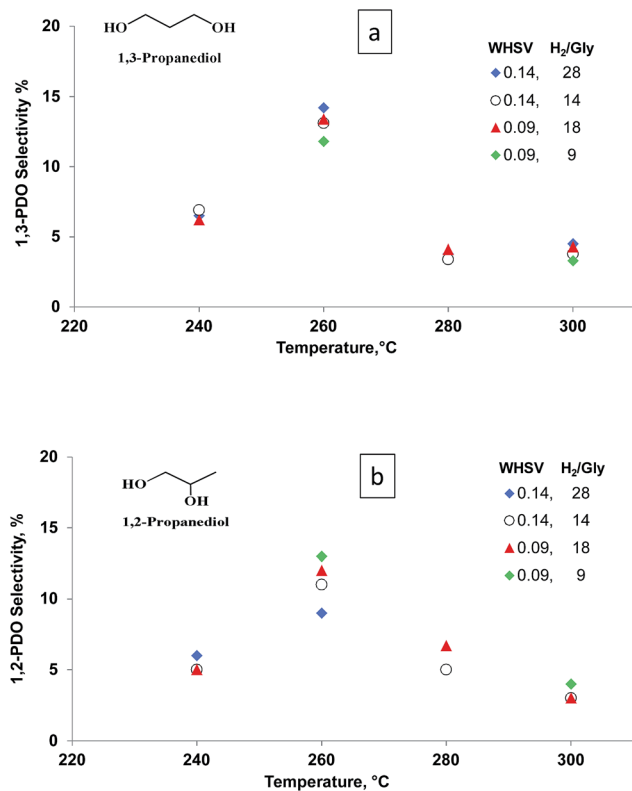 20
HO OH
1,3-Propanediol
a
WHSV H₂/Gly
0.14, 28
0.14, 14
0.09, 18
0.09, 9
15
10
5
0
1,3-PDO Selectivity %
220 240 260 280 300
Temperature,°C
20
HO
OH
1,2-Propanediol
b
WHSV H₂/Gly
0.14, 28
0.14, 14
0.09, 18
0.09, 9
15
10
5
0
1,2-PDO Selectivity, %
220 240 260 280 300
Temperature, °C